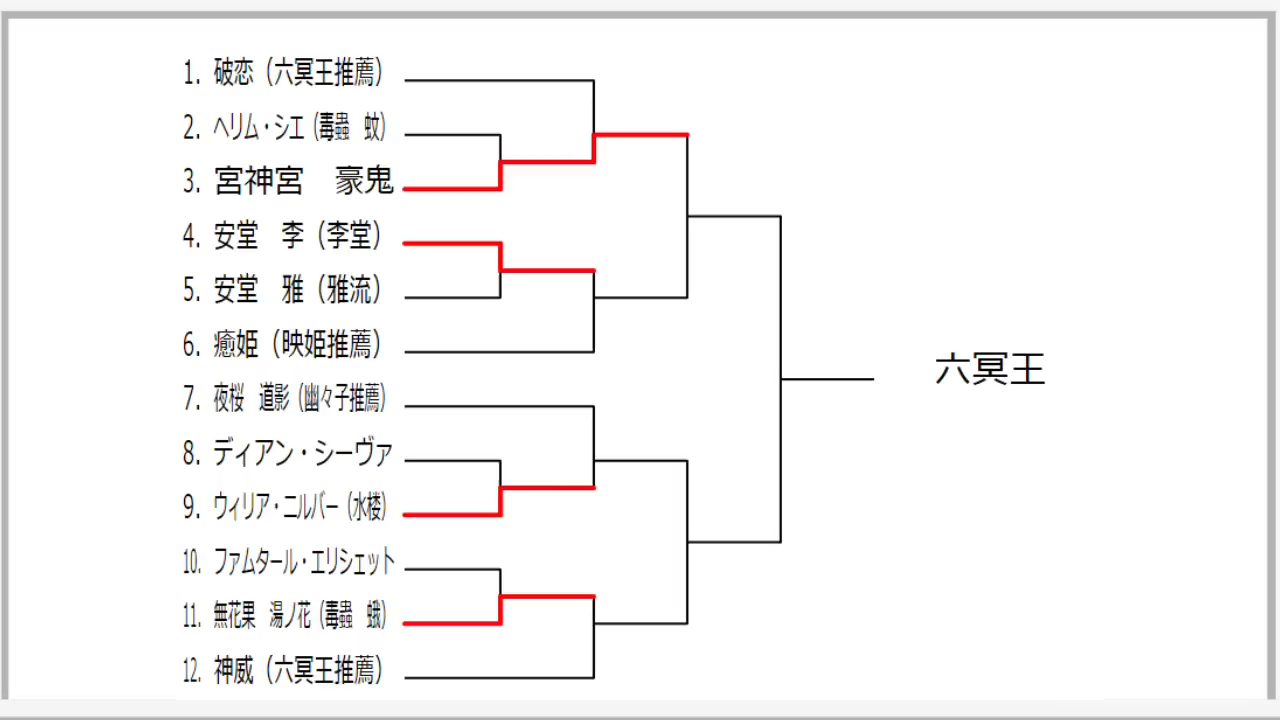 1. 破恋（六冥王推薦）
2. ヘリム・シエ（毒蟲　蚊）
3. 宮神宮　豪鬼
4. 安堂　李（李堂）
5. 安堂　雅（雅流）
6. 癒姫（映姫推薦）
六冥王
7. 夜桜　道影（幽々子推薦）
8. ディアン・シーヴァ
9. ウィリア・ニルバー（水楼）
10. ファムタール・エリシェット
11. 無花果　湯ノ花（毒蟲　蛾）
12. 神威（六冥王推薦）